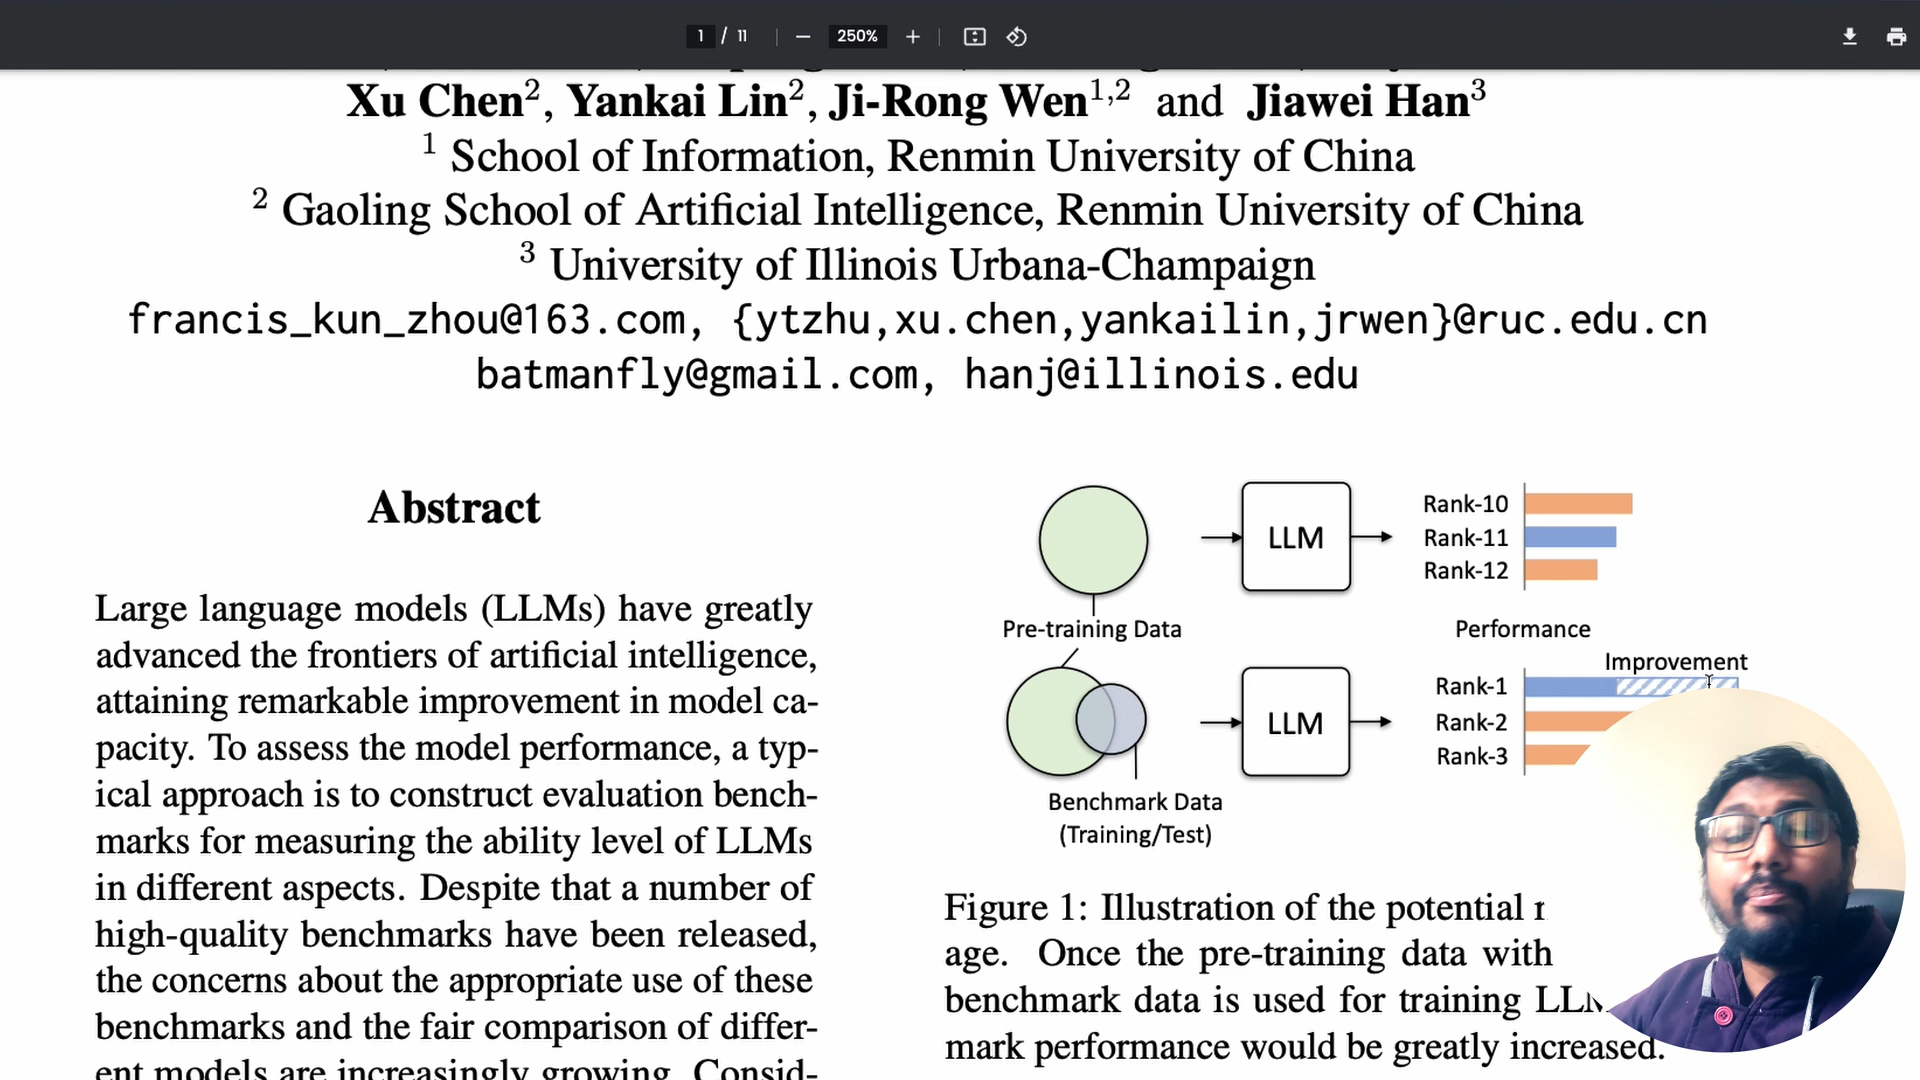 1 / 11
250%
Xu Chen2, Yankai Lin2, Ji-Rong Wen1,2 and Jiawei Han3
1 School of Information, Renmin University of China
2 Gaoling School of Artificial Intelligence, Renmin University of China
3 University of Illinois Urbana-Champaign
francis_kun_zhou@163.com, {ytzhu,xu.chen,yankailin,jrwen}@ruc.edu.cn
batmanfly@gmail.com, hanj@illinois.edu
Abstract
Large language models (LLMs) have greatly
advanced the frontiers of artificial intelligence,
attaining remarkable improvement in model ca-
pacity. To assess the model performance, a typ-
ical approach is to construct evaluation bench-
marks for measuring the ability level of LLMs
in different aspects. Despite that a number of
high-quality benchmarks have been released,
the concerns about the appropriate use of these
benchmarks and the fair comparison of differ-
ent models are increasingly growing. Consid-
LLM
Rank-10
Rank-11
Rank-12
Pre-training Data
Performance
Improvement
LLM
Rank-1
Rank-2
Rank-3
Benchmark Data
(Training/Test)
Figure 1: Illustration of the potential
age. Once the pre-training data with
benchmark data is used for training
mark performance would be greatly increased.